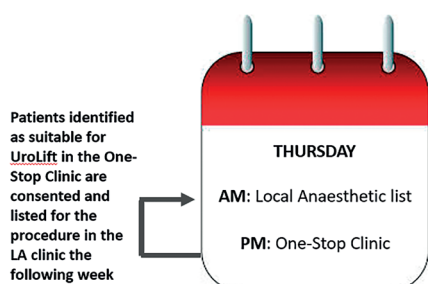 Patients identified
as suitable for
UroLift in the One-
Stop Clinic are
consented and
listed for the
procedure in the
LA clinic the
following week
THURSDAY
AM: Local Anaesthetic list
PM: One-Stop Clinic